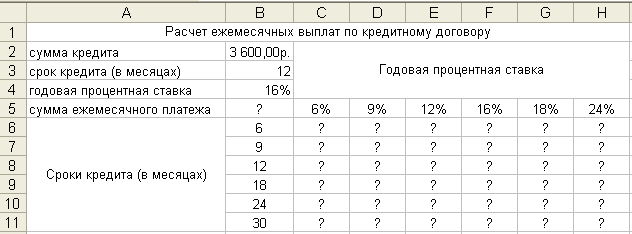 A B C D E F G H
1 Расчет ежемесячных выплат по кредитному договору
2 сумма кредита 3 600,00р.
3 срок кредита (в месяцах) 12 Годовая процентная ставка
4 годовая процентная ставка 16%
5 сумма ежемесячного платежа ? 6% 9% 12% 16% 18% 24%
6 6 ? ? ? ? ? ?
7 9 ? ? ? ? ? ?
8 12 ? ? ? ? ? ?
Сроки кредита (в месяцах)
9 18 ? ? ? ? ? ?
10 24 ? ? ? ? ? ?
11 30 ? ? ? ? ? ?